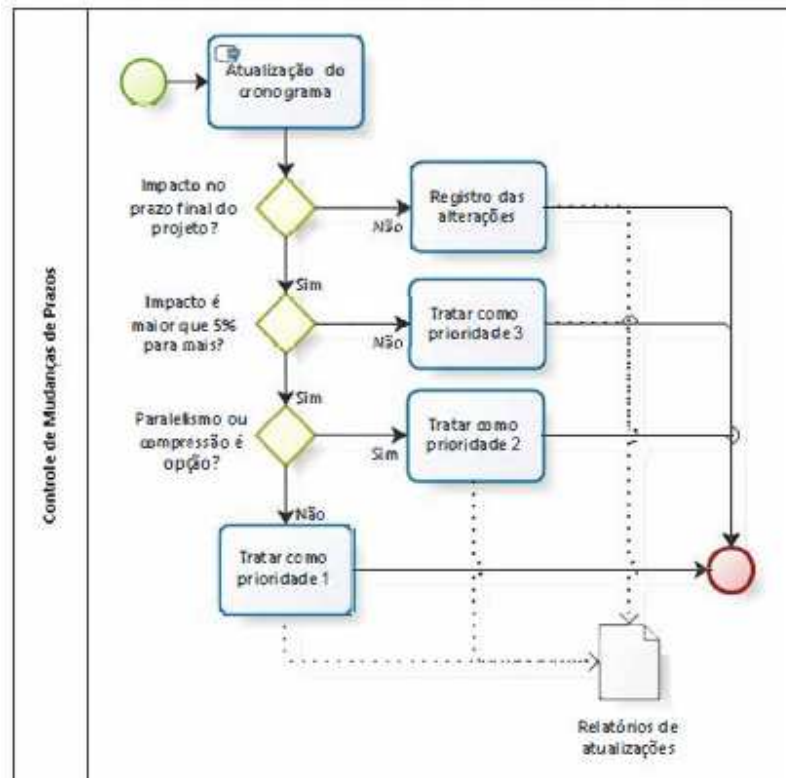 Controle de Mudanças de Prazos
Atualização do
cronograma
Impacto no
prazo final do
projeto?
Não
Registro das
alterações
Sim
Impacto é
maior que 5%
para mais?
Não
Tratar como
prioridade 3
Sim
Paralelismo ou
compressão é
opção?
Sim
Tratar como
prioridade 2
Não
Tratar como
prioridade 1
Relatórios de
atualizações